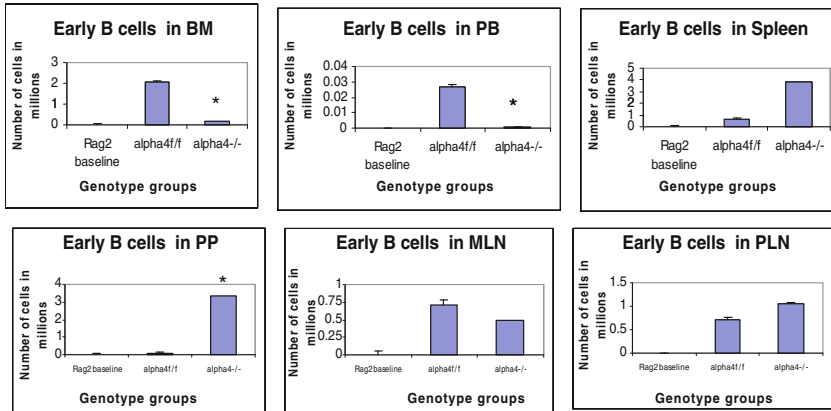 Early B cells in BM
Number of cells in
millions
3
2
1
0
*
Rag2
baseline
alpha4f/f
alpha4-/-
Genotype groups
Early B cells in PB
Number of cells in
millions
0.04
0.03
0.02
0.01
0
*
Rag2
baseline
alpha4f/f
alpha4-/-
Genotype groups
Early B cells in Spleen
Number of cells in
millions
5
4
3
2
1
0
Rag2
baseline
alpha4f/f
alpha4-/-
Genotype groups
Early B cells in PP
Number of cells in
millions
4
3
2
1
0
*
Rag2baseline
alpha4f/f
alpha4-/-
Genotype groups
Early B cells in MLN
Number of cells in
millions
1
0.75
0.5
0.25
0
Rag2baseline
alpha4f/f
alpha4-/-
Genotype groups
Early B cells in PLN
Number of cells in
millions
1.5
1
0.5
0
Rag2baseline
alpha4f/f
alpha4-/-
Genotype groups